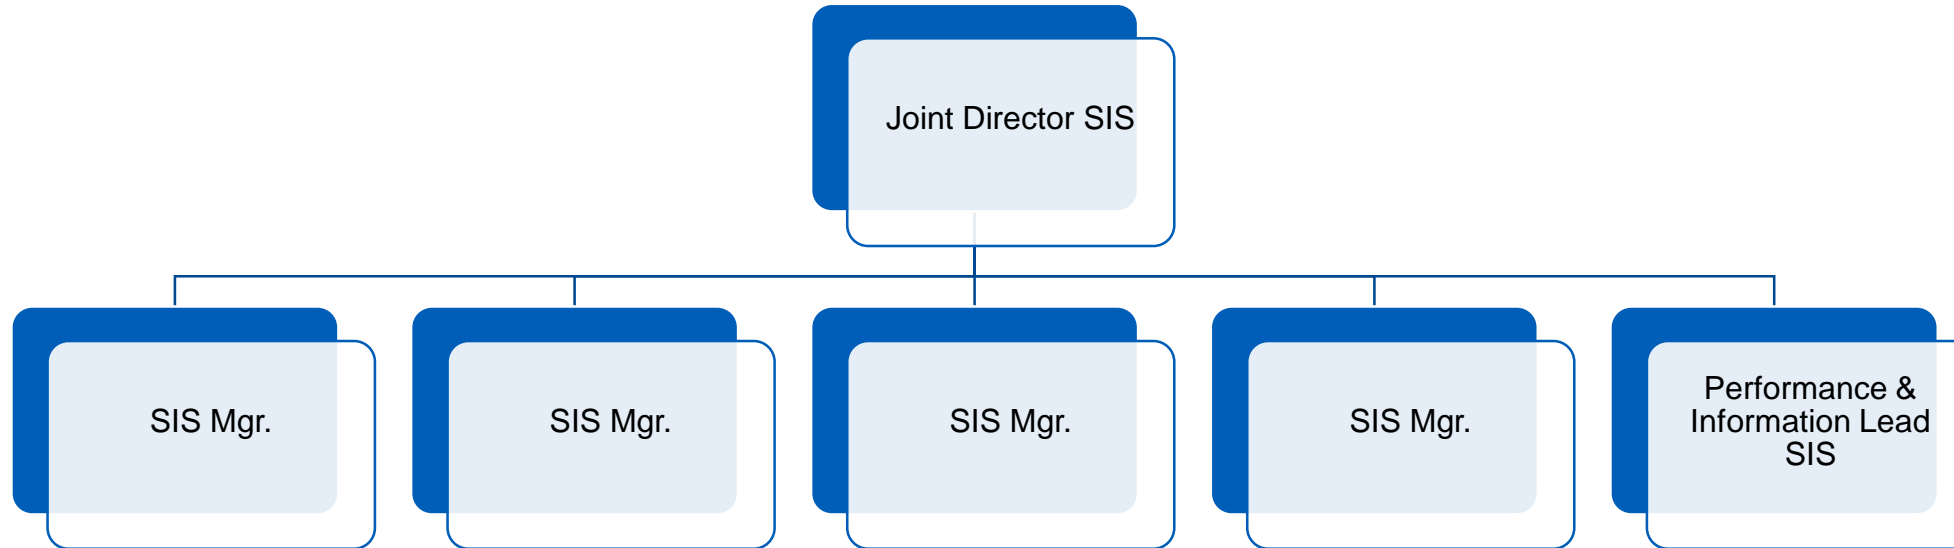 Joint Director SIS
SIS Mgr.
SIS Mgr.
SIS Mgr.
SIS Mgr.
Performance &
Information Lead
SIS